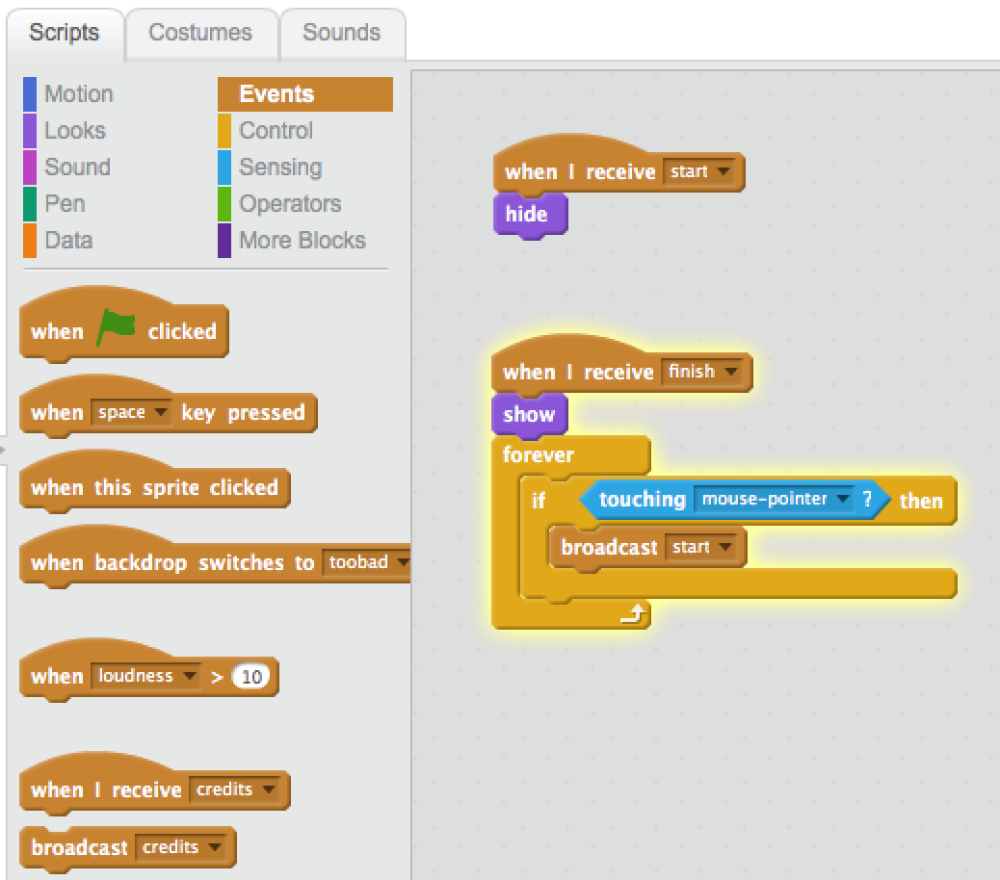 Scripts Costumes Sounds
Motion Events
Looks Control
Sound Sensing
Pen Operators
Data More Blocks
when clicked
when space key pressed
when this sprite clicked
when backdrop switches to toobad
when loudness > 10
when I receive credits
broadcast credits
when I receive start
hide
when I receive finish
show
forever
if touching mouse-pointer ? then
broadcast start